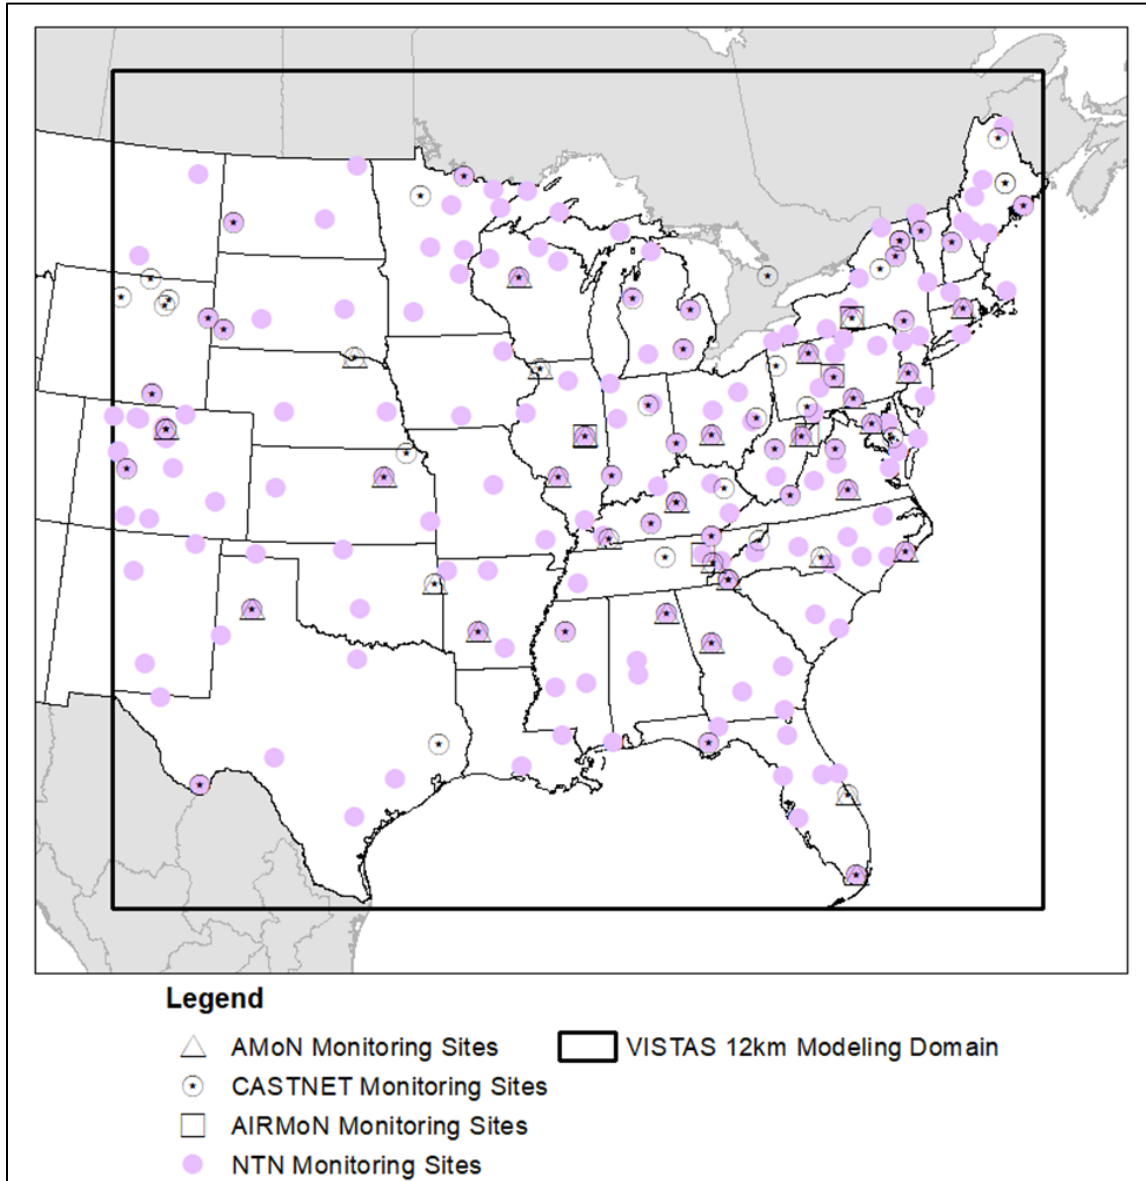 Legend
AMoN Monitoring Sites
VISTAS 12km Modeling Domain
CASTNET Monitoring Sites
AIRMoN Monitoring Sites
NTN Monitoring Sites